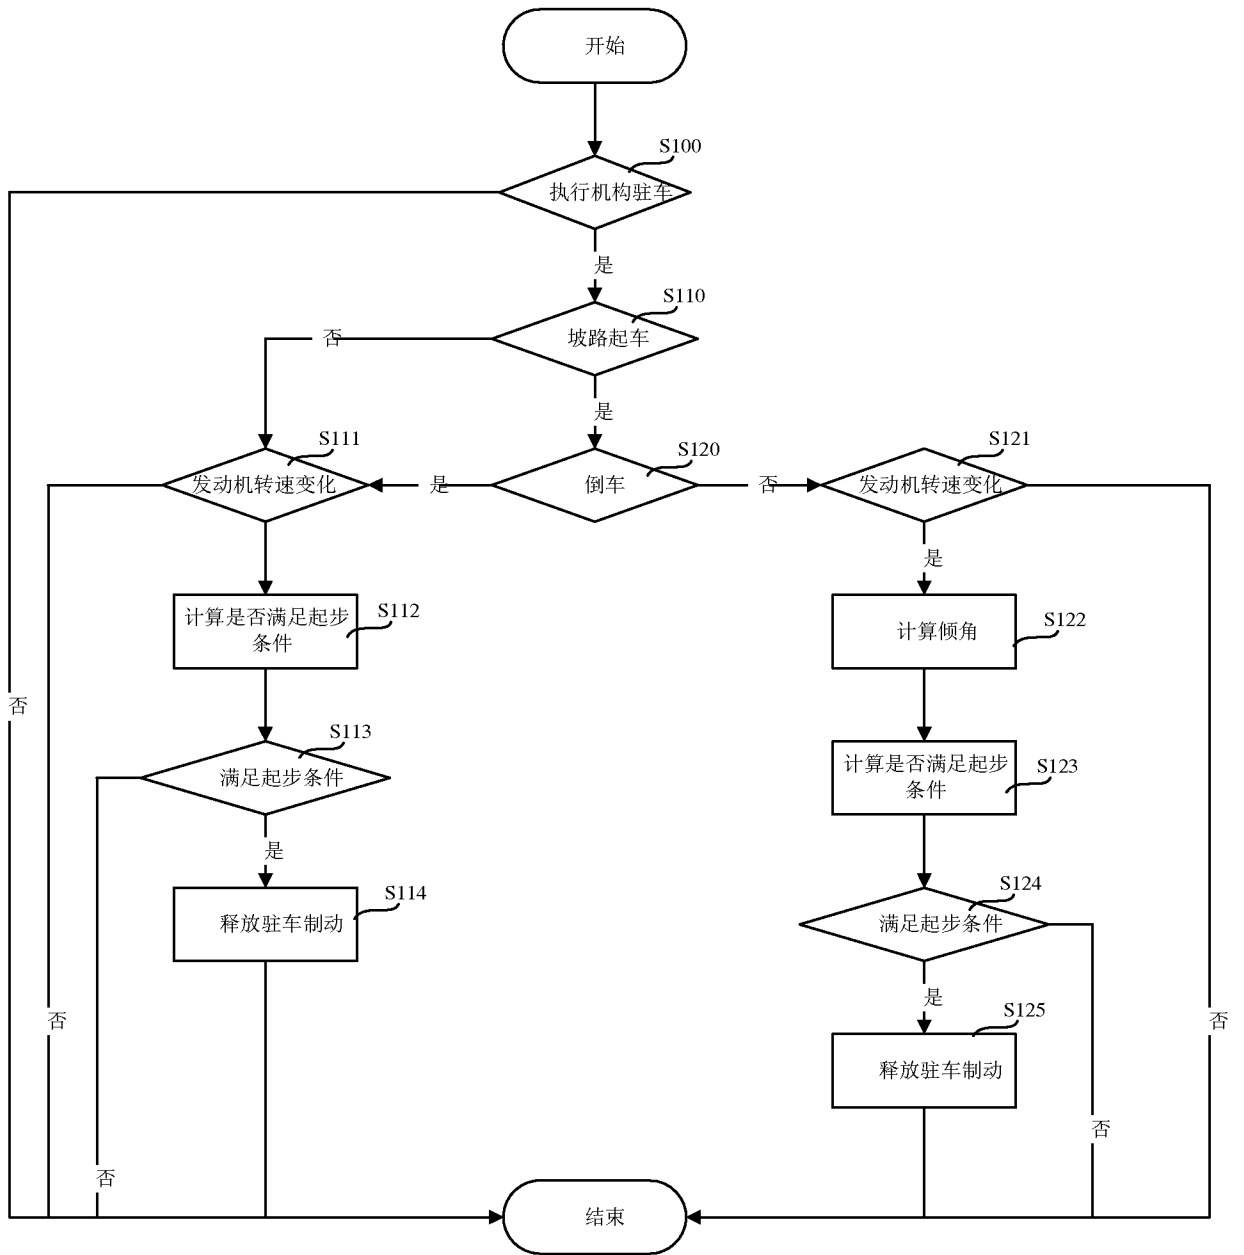 开始
S100
执行机构驻车
是
S110
坡路起车
否
是
S111
发动机转速变化
是
S120
倒车
否
S121
发动机转速变化
是
S112
计算是否满足起步
条件
S122
计算倾角
否
S113
满足起步条件
S123
计算是否满足起步
条件
是
S114
释放驻车制动
S124
满足起步条件
是
S125
释放驻车制动
否
否
否
否
结束